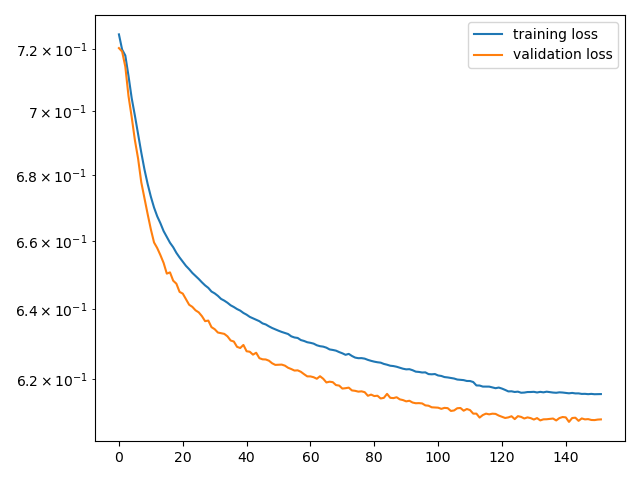 training loss
validation loss
7.2 × 10⁻¹
7 × 10⁻¹
6.8 × 10⁻¹
6.6 × 10⁻¹
6.4 × 10⁻¹
6.2 × 10⁻¹
0 20 40 60 80 100 120 140